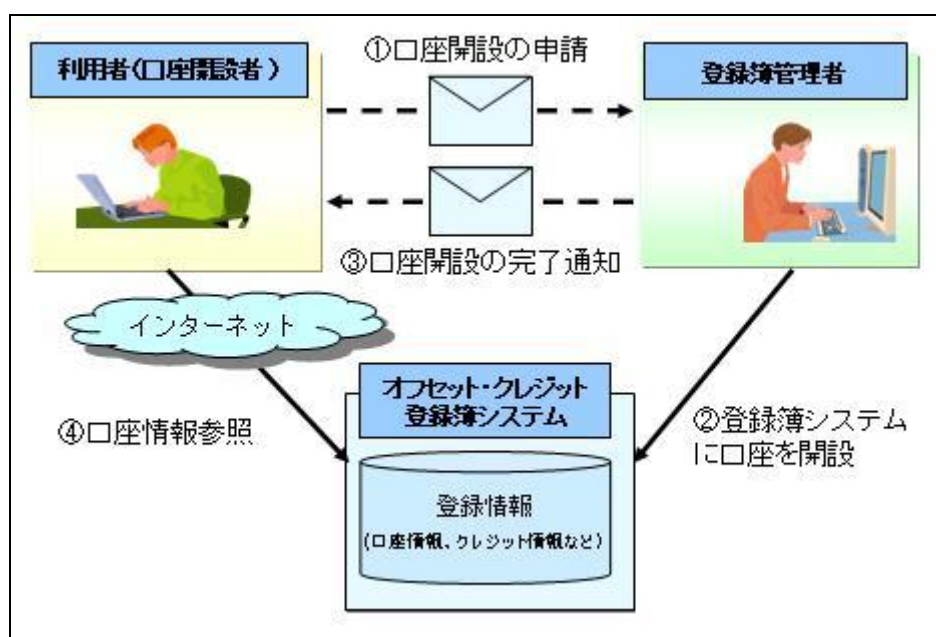 ①口座開設の申請
利用者(口座開設者)
登録簿管理者
③口座開設の完了通知
インターネット
オフセット・クレジット
登録簿システム
④口座情報参照
②登録簿システム
に口座を開設
登録情報
(口座情報、クレジット情報など)